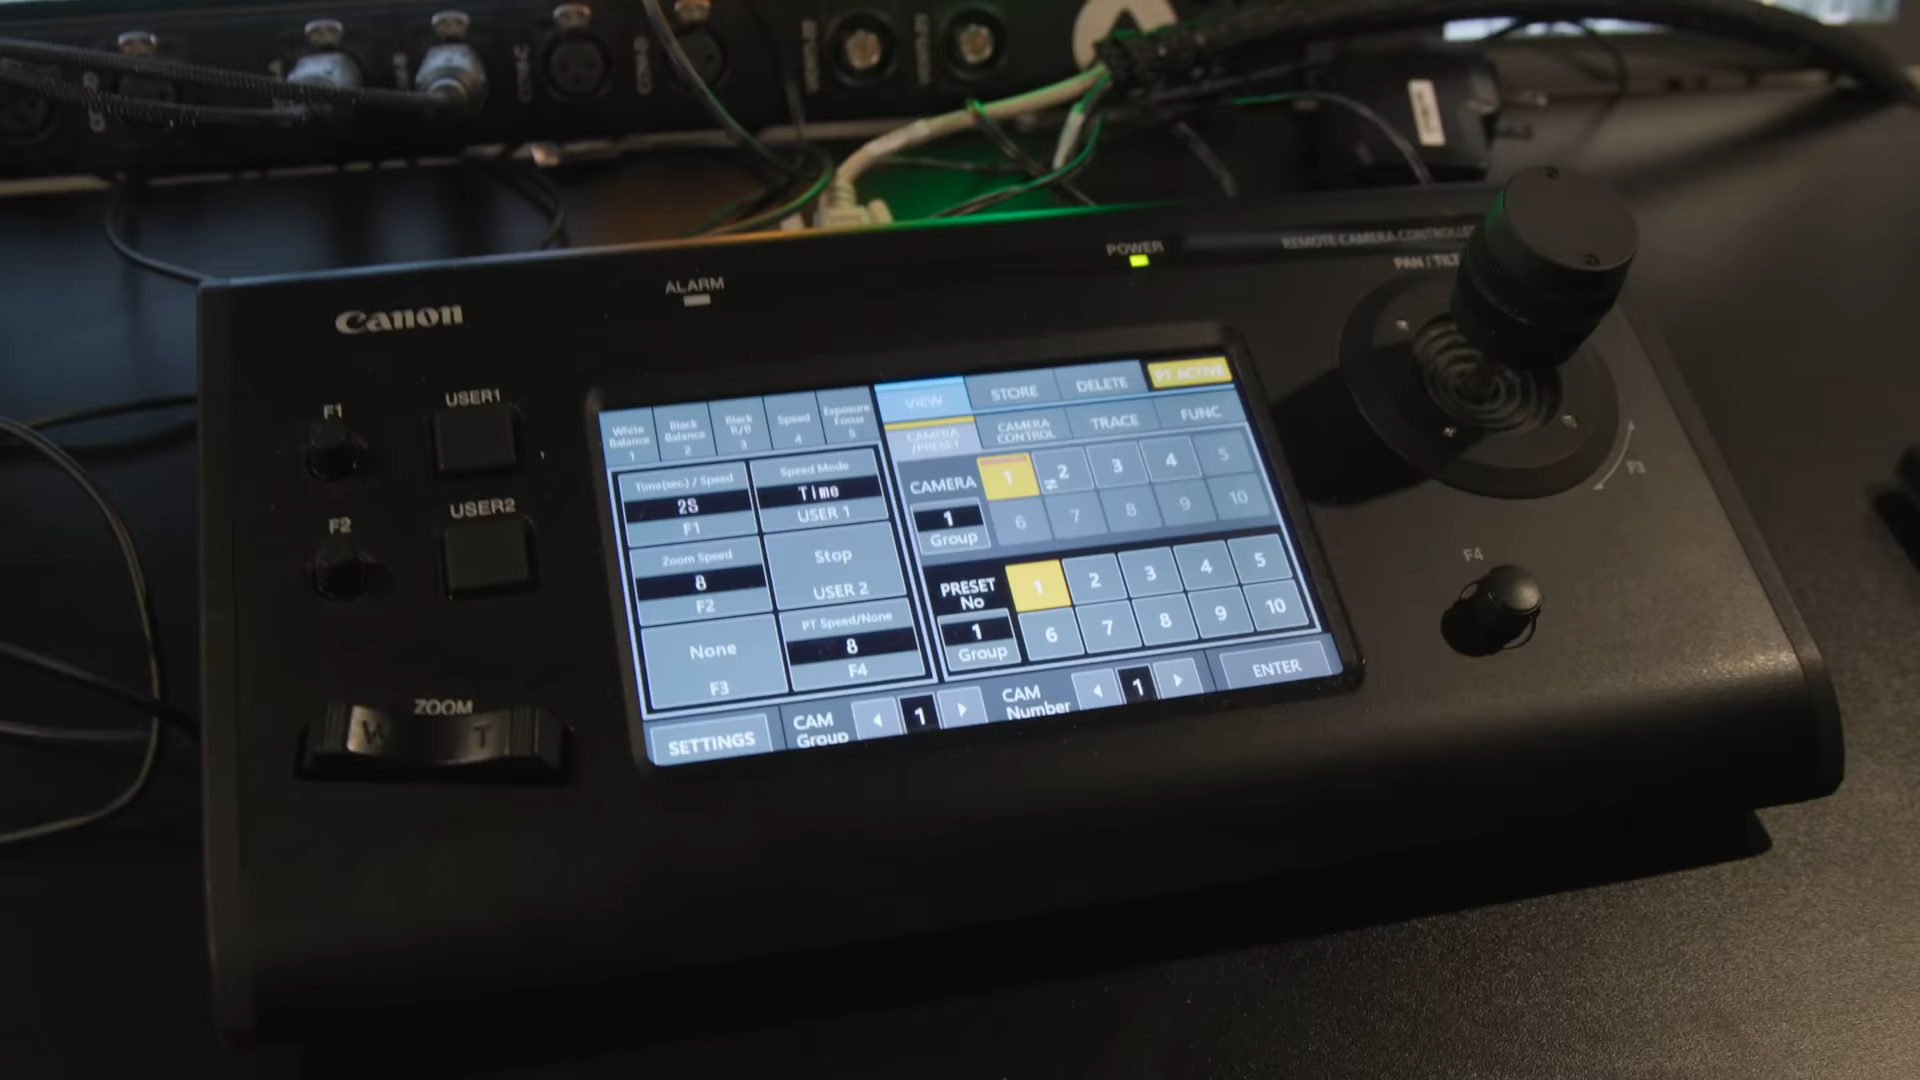 COM C
COM D
Canon
ALARM
POWER
REMOTE CAMERA CONTROLLER
PAN / TILT
F1
USER1
F2
USER2
ZOOM
W T
F3
F4
White Balance 1
Black Balance 2
Black R/B 3
Speed 4
Exposure Focus 5
Time(sec) / Speed
2S
F1
Speed Mode
Time
USER 1
Zoom Speed
8
F2
Stop
USER 2
None
F3
PT Speed/None
8
F4
VIEW STORE DELETE PT ACTIVE
CAMERA /PRESET
CAMERA CONTROL
TRACE FUNC
CAMERA 1 2 3 4 5
1 Group
6 7 8 9 10
PRESET No 1 2 3 4 5
1 Group
6 7 8 9 10
SETTINGS
CAM Group 1
CAM Number 1
ENTER